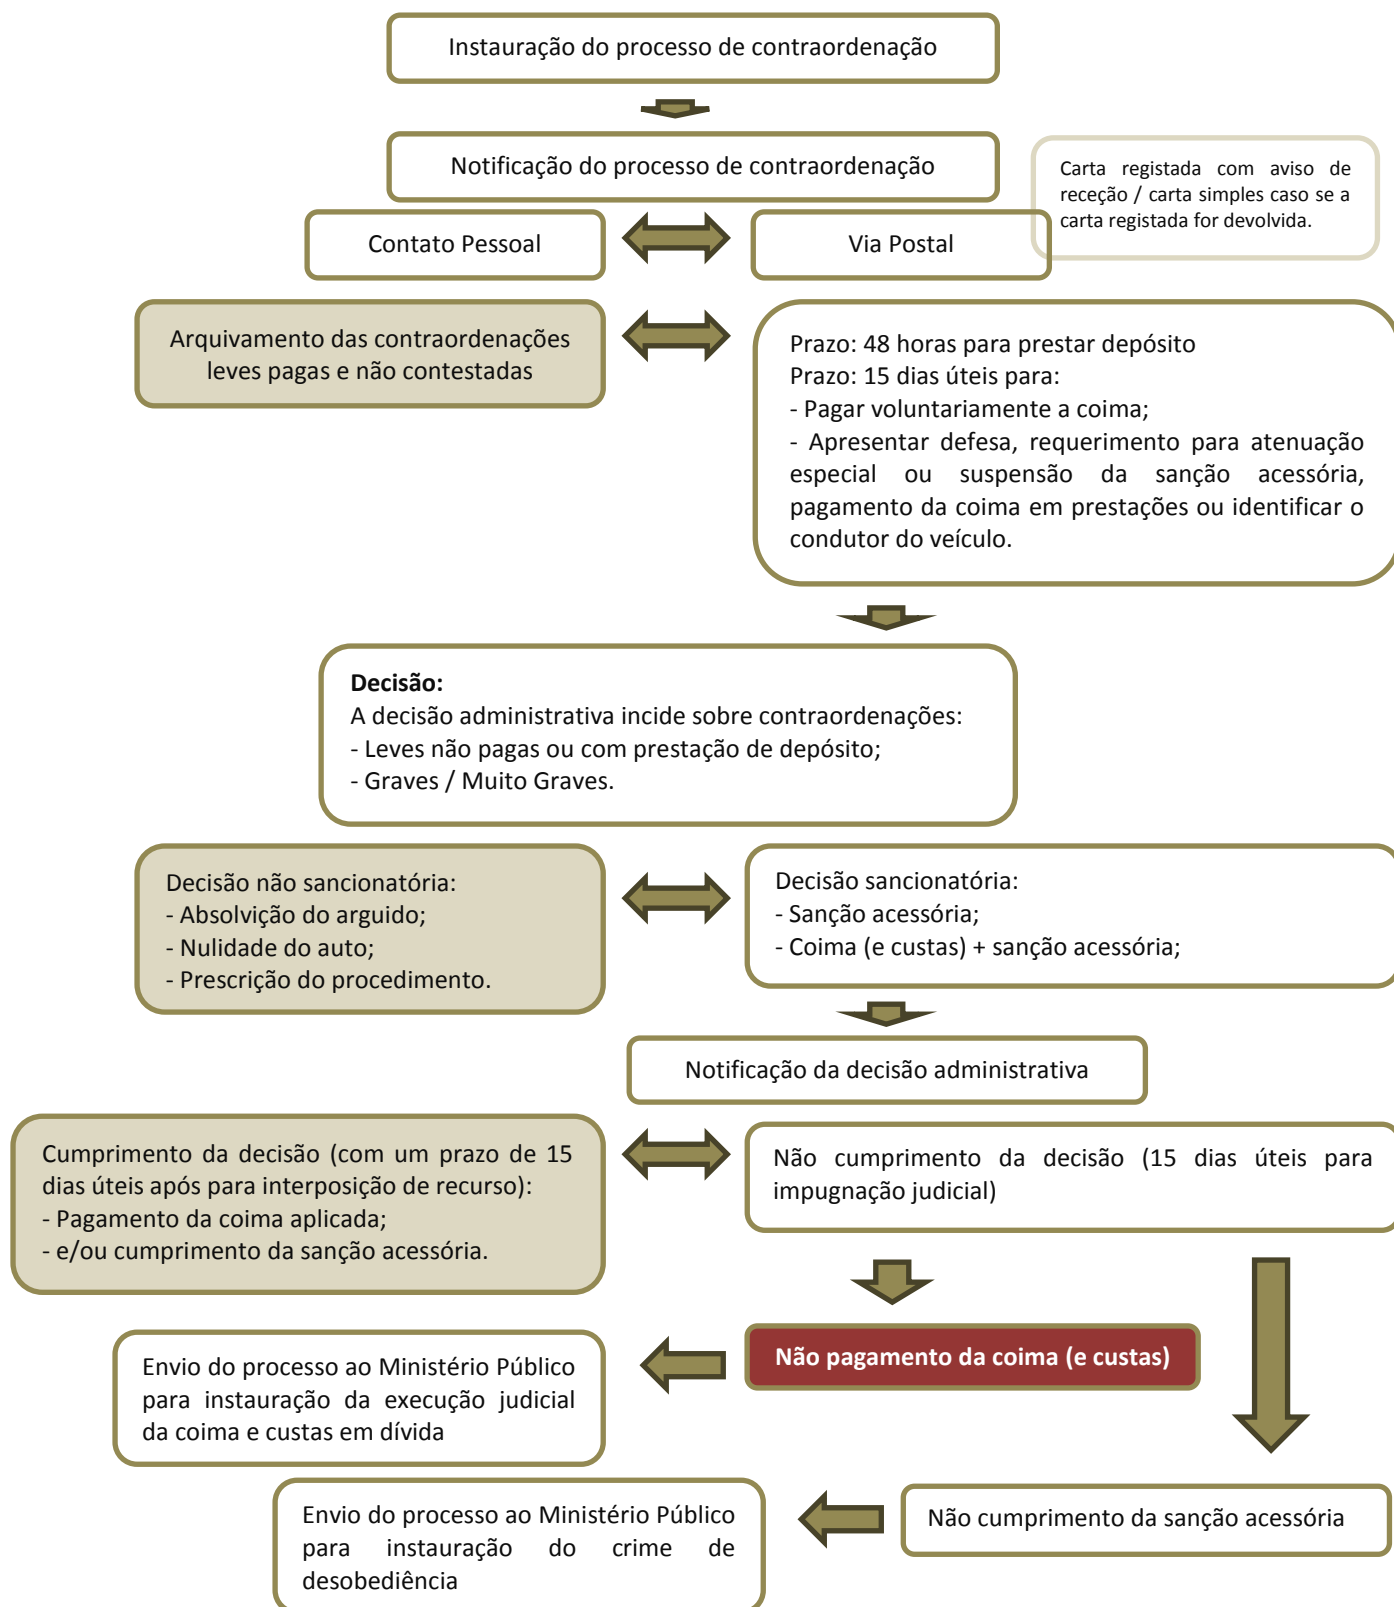 Instauração do processo de contraordenação
Notificação do processo de contraordenação
Carta registada com aviso de
receção / carta simples caso se a
carta registada for devolvida.
Contato Pessoal
Via Postal
Arquivamento das contraordenações
leves pagas e não contestadas
Prazo: 48 horas para prestar depósito
Prazo: 15 dias úteis para:
- Pagar voluntariamente a coima;
- Apresentar defesa, requerimento para atenuação
especial ou suspensão da sanção acessória,
pagamento da coima em prestações ou identificar o
condutor do veículo.
Decisão:
A decisão administrativa incide sobre contraordenações:
- Leves não pagas ou com prestação de depósito;
- Graves / Muito Graves.
Decisão não sancionatória:
- Absolvição do arguido;
- Nulidade do auto;
- Prescrição do procedimento.
Decisão sancionatória:
- Sanção acessória;
- Coima (e custas) + sanção acessória;
Notificação da decisão administrativa
Cumprimento da decisão (com um prazo de 15
dias úteis após para interposição de recurso):
- Pagamento da coima aplicada;
- e/ou cumprimento da sanção acessória.
Não cumprimento da decisão (15 dias úteis para
impugnação judicial)
Não pagamento da coima (e custas)
Envio do processo ao Ministério Público
para instauração da execução judicial
da coima e custas em dívida
Não cumprimento da sanção acessória
Envio do processo ao Ministério Público
para instauração do crime de
desobediência